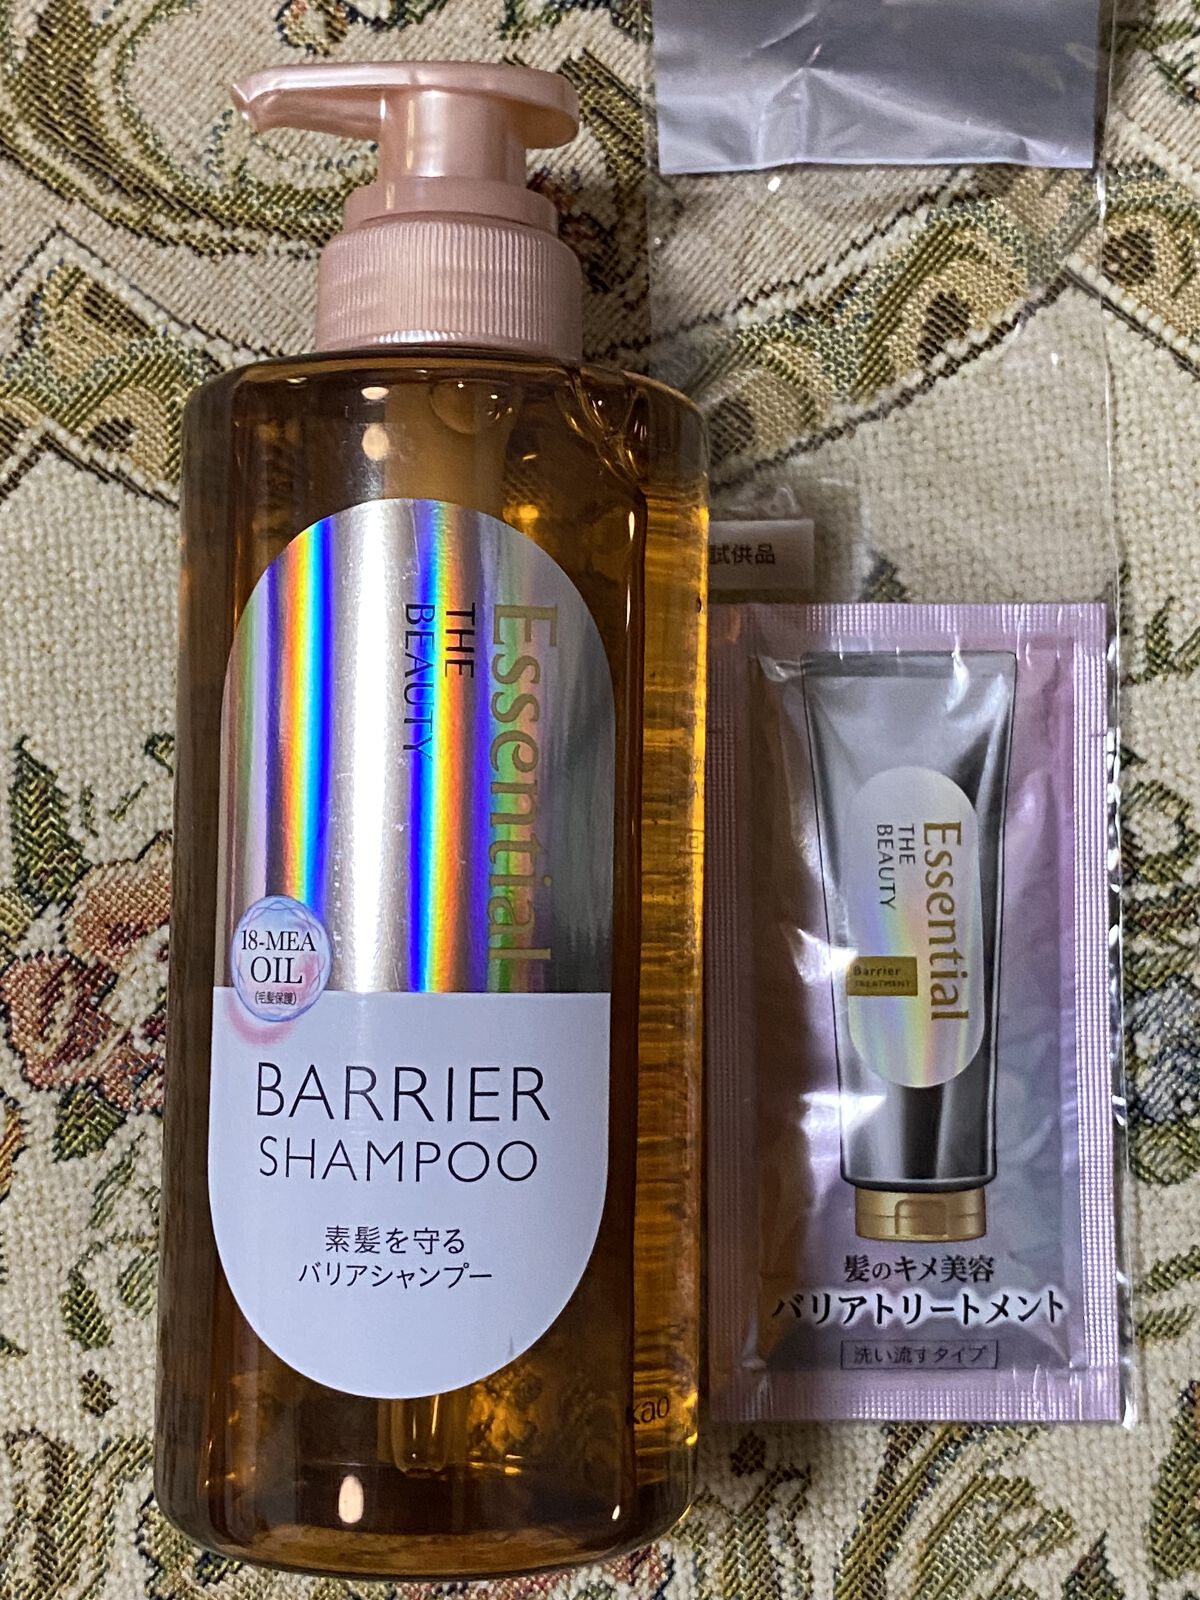 Essential
THE
BEAUTY
18-MEA
OIL
(毛髪保護)
BARRIER
SHAMPOO
素髪を守る
バリアシャンプー
kao
試供品
Essential
THE
BEAUTY
Barrier
TREATMENT
髪のキメ美容
バリアトリートメント
洗い流すタイプ